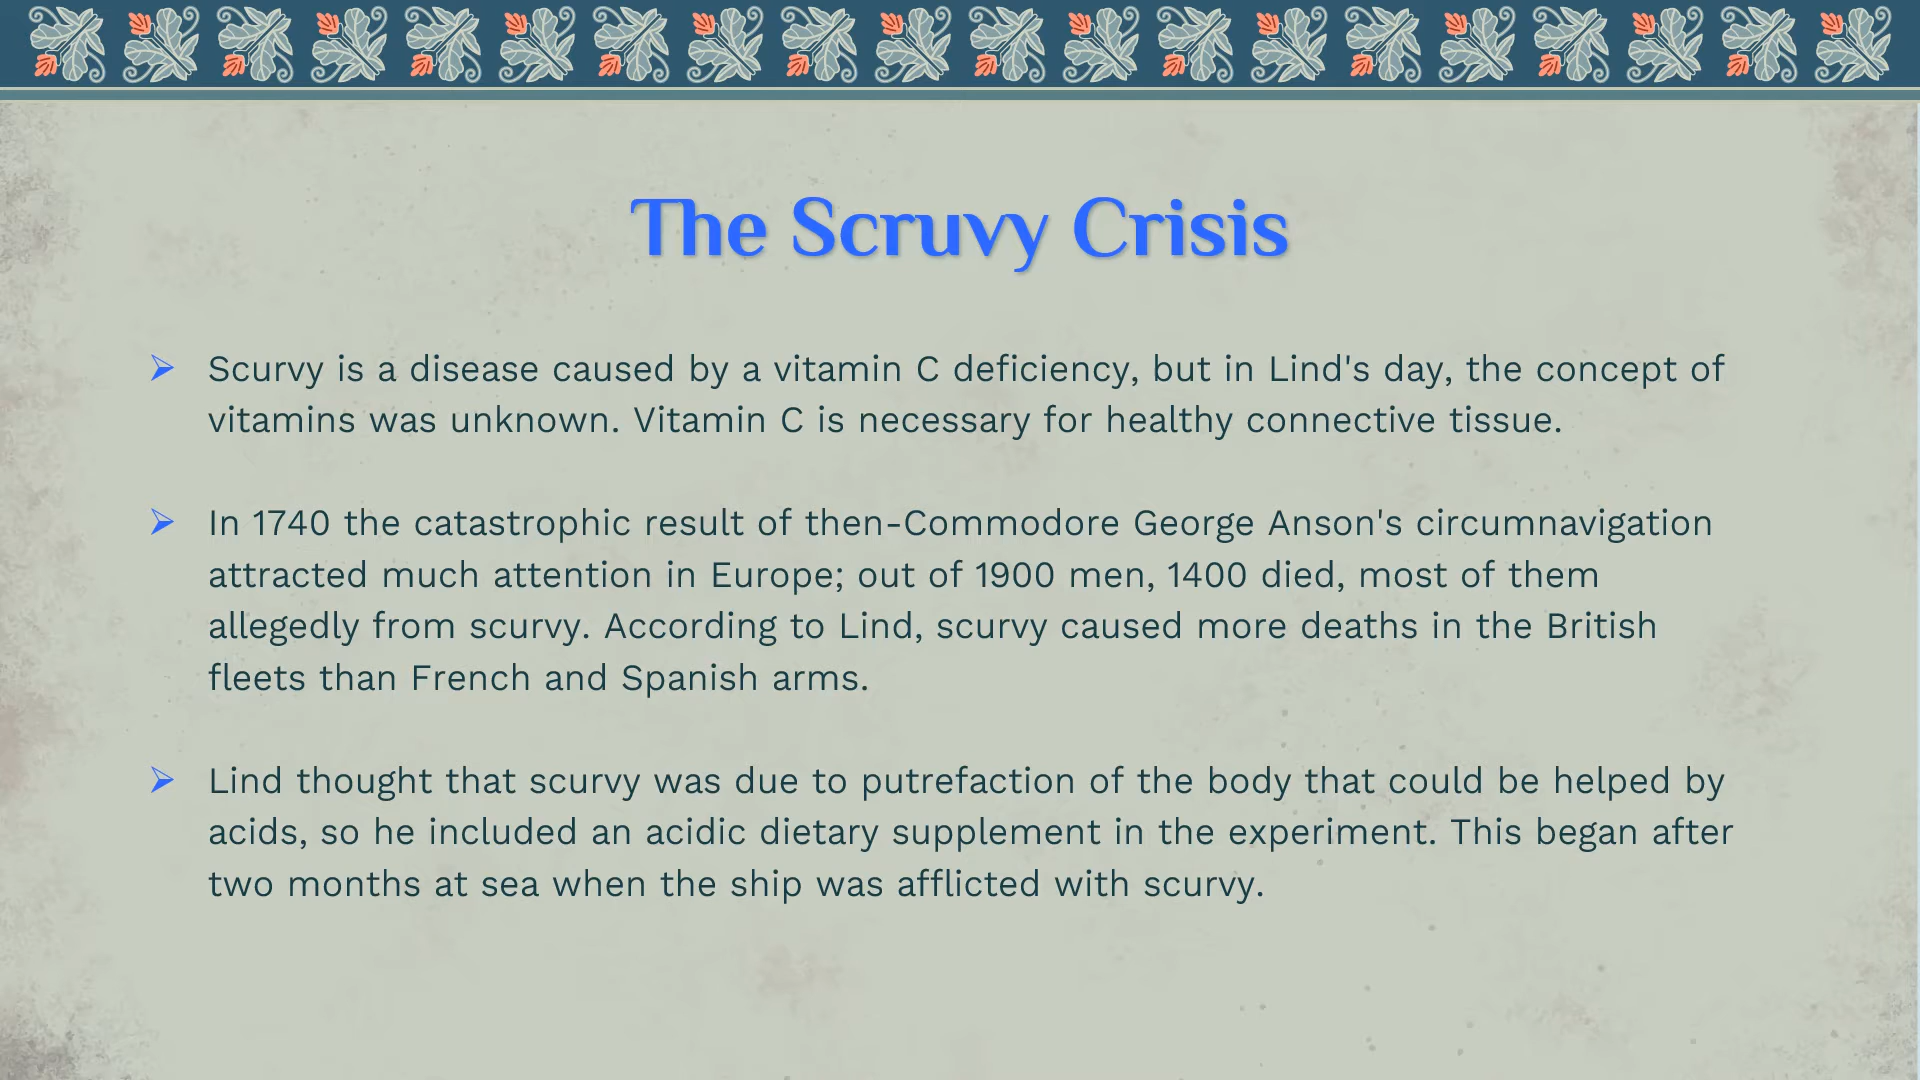 The Scruvy Crisis
Scurvy is a disease caused by a vitamin C deficiency, but in Lind's day, the concept of
vitamins was unknown. Vitamin C is necessary for healthy connective tissue.
In 1740 the catastrophic result of then-Commodore George Anson's circumnavigation
attracted much attention in Europe; out of 1900 men, 1400 died, most of them
allegedly from scurvy. According to Lind, scurvy caused more deaths in the British
fleets than French and Spanish arms.
Lind thought that scurvy was due to putrefaction of the body that could be helped by
acids, so he included an acidic dietary supplement in the experiment. This began after
two months at sea when the ship was afflicted with scurvy.